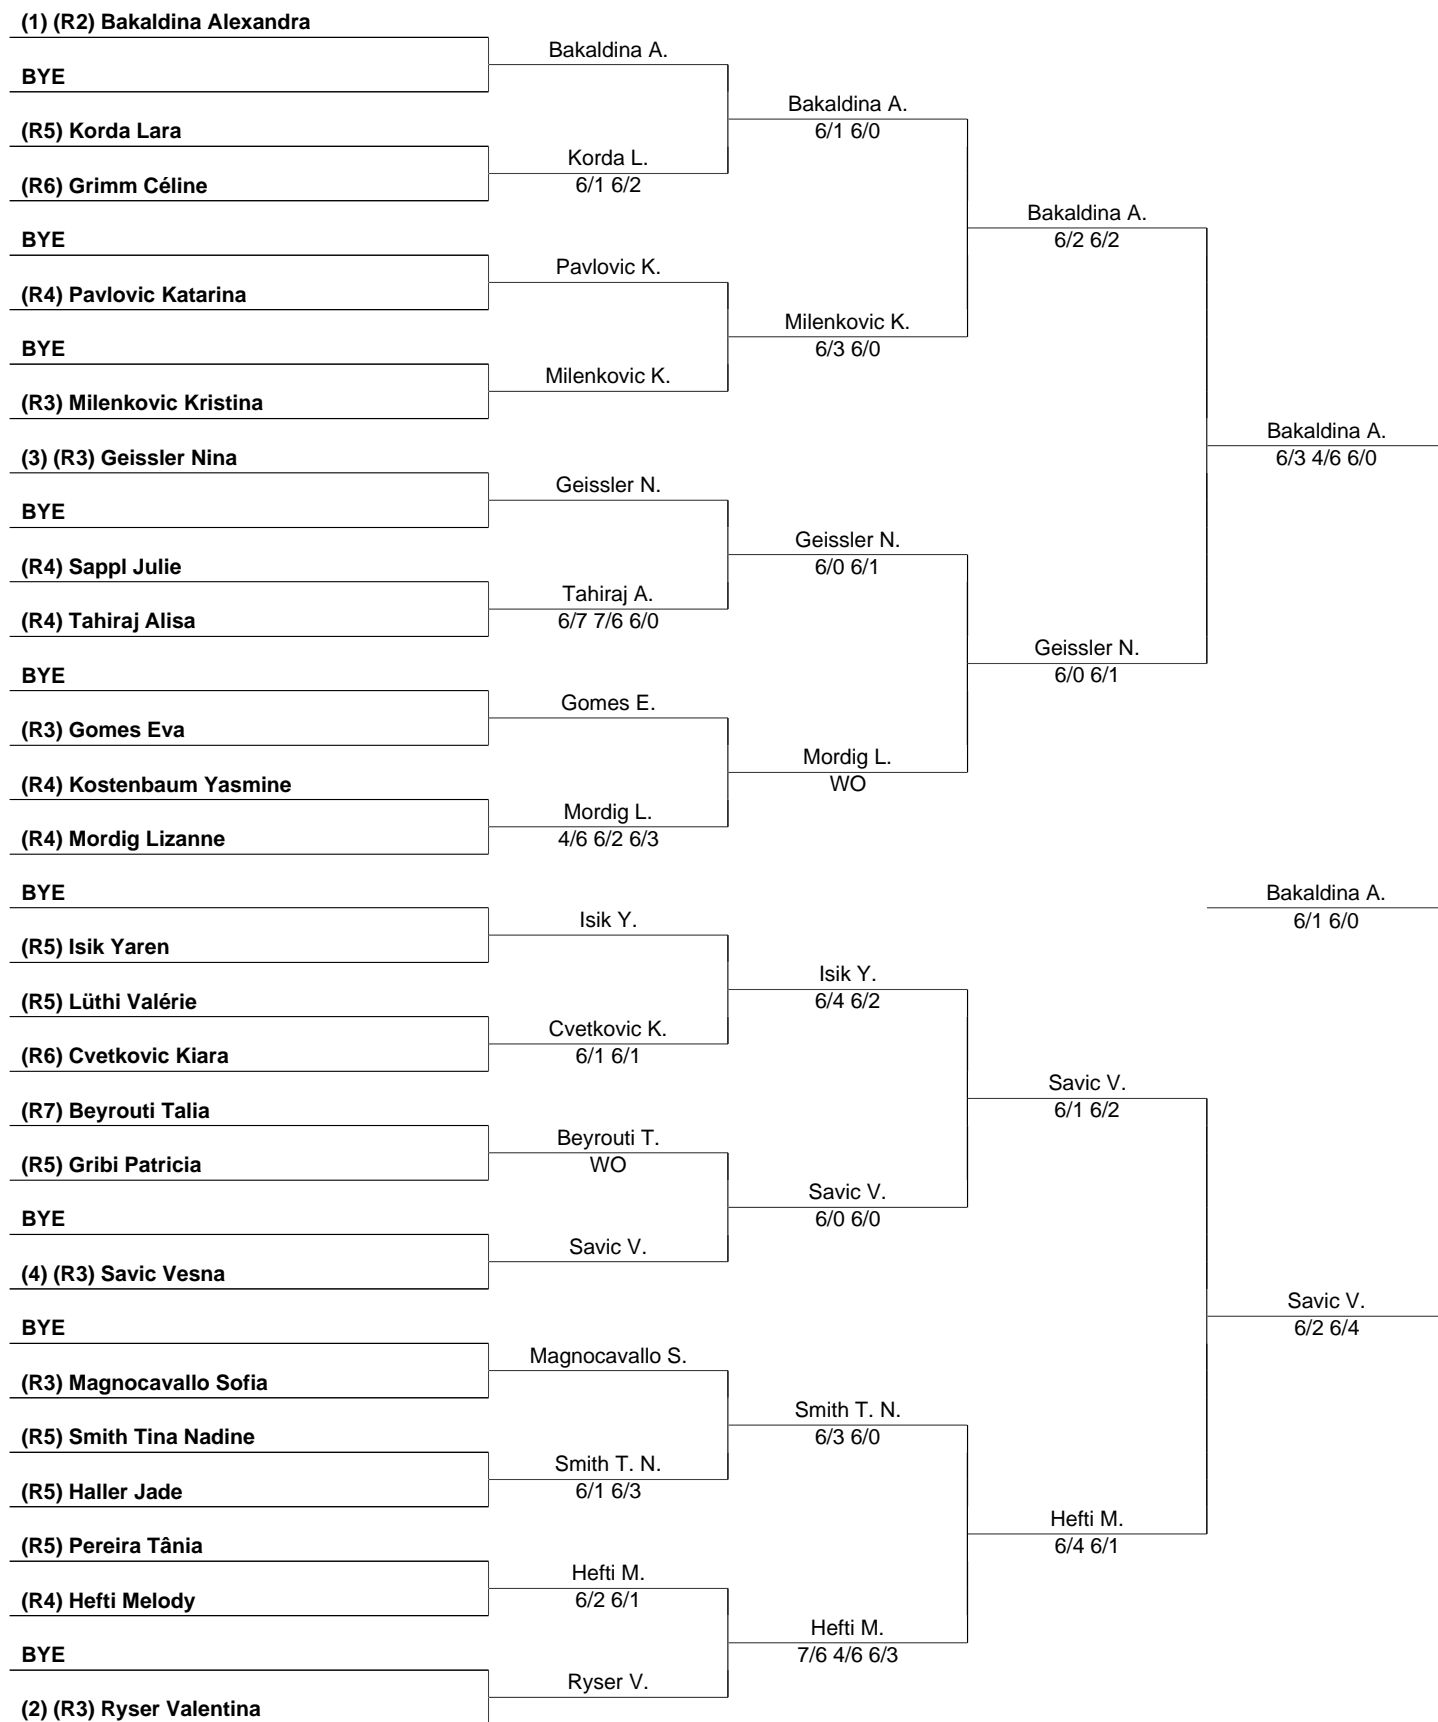 (1) (R2) Bakaldina Alexandra
Bakaldina A.
BYE
Bakaldina A.
6/1 6/0
(R5) Korda Lara
Korda L.
6/1 6/2
(R6) Grimm Céline
Bakaldina A.
6/2 6/2
BYE
Pavlovic K.
(R4) Pavlovic Katarina
Milenkovic K.
6/3 6/0
BYE
Milenkovic K.
(R3) Milenkovic Kristina
Bakaldina A.
6/3 4/6 6/0
(3) (R3) Geissler Nina
Geissler N.
BYE
Geissler N.
6/0 6/1
(R4) Sappl Julie
Tahiraj A.
6/7 7/6 6/0
(R4) Tahiraj Alisa
Geissler N.
6/0 6/1
BYE
Gomes E.
(R3) Gomes Eva
Mordig L.
WO
(R4) Kostenbaum Yasmine
Mordig L.
4/6 6/2 6/3
(R4) Mordig Lizanne
BYE
Bakaldina A.
6/1 6/0
Isik Y.
(R5) Isik Yaren
Isik Y.
6/4 6/2
(R5) Lüthi Valérie
Cvetkovic K.
6/1 6/1
(R6) Cvetkovic Kiara
Savic V.
6/1 6/2
(R7) Beyrouti Talia
Beyrouti T.
WO
(R5) Gribi Patricia
Savic V.
6/0 6/0
BYE
Savic V.
(4) (R3) Savic Vesna
Savic V.
6/2 6/4
BYE
Magnocavallo S.
(R3) Magnocavallo Sofia
Smith T. N.
6/3 6/0
(R5) Smith Tina Nadine
Smith T. N.
6/1 6/3
(R5) Haller Jade
Hefti M.
6/4 6/1
(R5) Pereira Tânia
Hefti M.
6/2 6/1
(R4) Hefti Melody
Hefti M.
7/6 4/6 6/3
BYE
Ryser V.
(2) (R3) Ryser Valentina